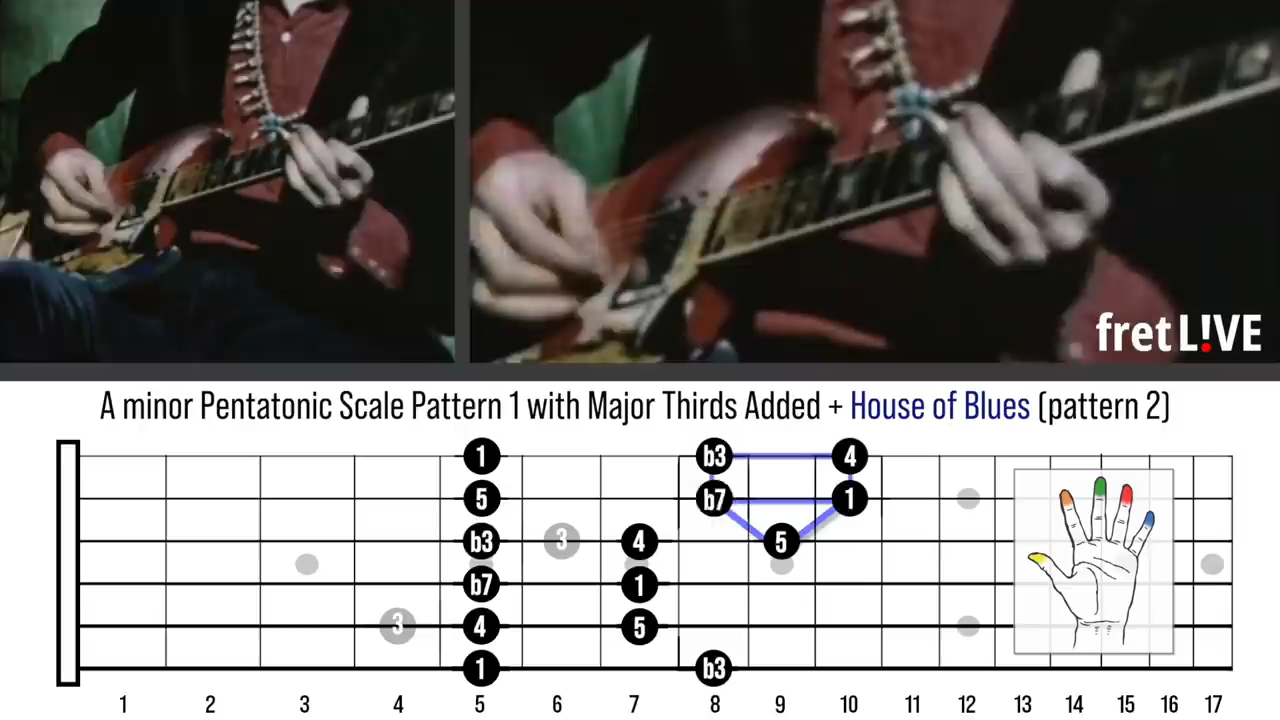 fret L!VE
A minor Pentatonic Scale Pattern 1 with Major Thirds Added + House of Blues (pattern 2)
1 b3 4
5 b7 1
b3 3 4 5
b7 1
3 4 5
1 b3
1 2 3 4 5 6 7 8 9 10 11 12 13 14 15 16 17